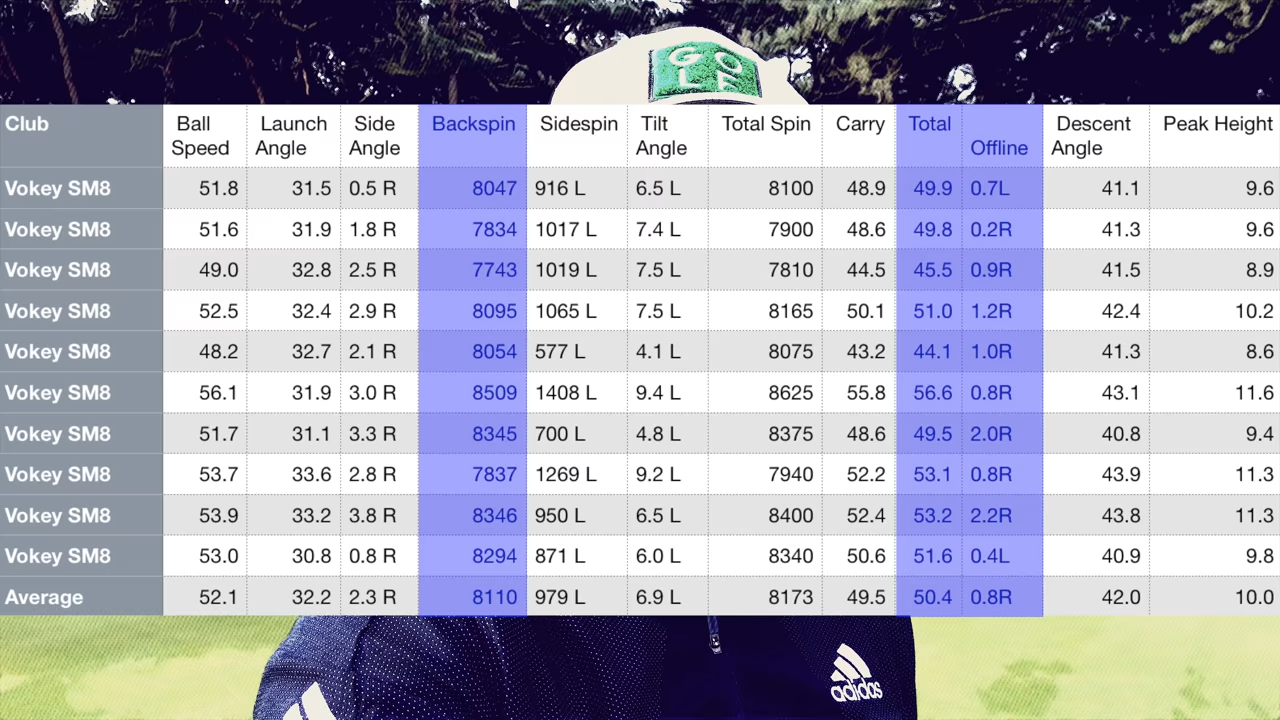 GO
LF
Club Ball Speed Launch Angle Side Angle Backspin Sidespin Tilt Angle Total Spin Carry Total Offline Descent Angle Peak Height
Vokey SM8 51.8 31.5 0.5 R 8047 916 L 6.5 L 8100 48.9 49.9 0.7L 41.1 9.6
Vokey SM8 51.6 31.9 1.8 R 7834 1017 L 7.4 L 7900 48.6 49.8 0.2R 41.3 9.6
Vokey SM8 49.0 32.8 2.5 R 7743 1019 L 7.5 L 7810 44.5 45.5 0.9R 41.5 8.9
Vokey SM8 52.5 32.4 2.9 R 8095 1065 L 7.5 L 8165 50.1 51.0 1.2R 42.4 10.2
Vokey SM8 48.2 32.7 2.1 R 8054 577 L 4.1 L 8075 43.2 44.1 1.0R 41.3 8.6
Vokey SM8 56.1 31.9 3.0 R 8509 1408 L 9.4 L 8625 55.8 56.6 0.8R 43.1 11.6
Vokey SM8 51.7 31.1 3.3 R 8345 700 L 4.8 L 8375 48.6 49.5 2.0R 40.8 9.4
Vokey SM8 53.7 33.6 2.8 R 7837 1269 L 9.2 L 7940 52.2 53.1 0.8R 43.9 11.3
Vokey SM8 53.9 33.2 3.8 R 8346 950 L 6.5 L 8400 52.4 53.2 2.2R 43.8 11.3
Vokey SM8 53.0 30.8 0.8 R 8294 871 L 6.0 L 8340 50.6 51.6 0.4L 40.9 9.8
Average 52.1 32.2 2.3 R 8110 979 L 6.9 L 8173 49.5 50.4 0.8R 42.0 10.0
adidas